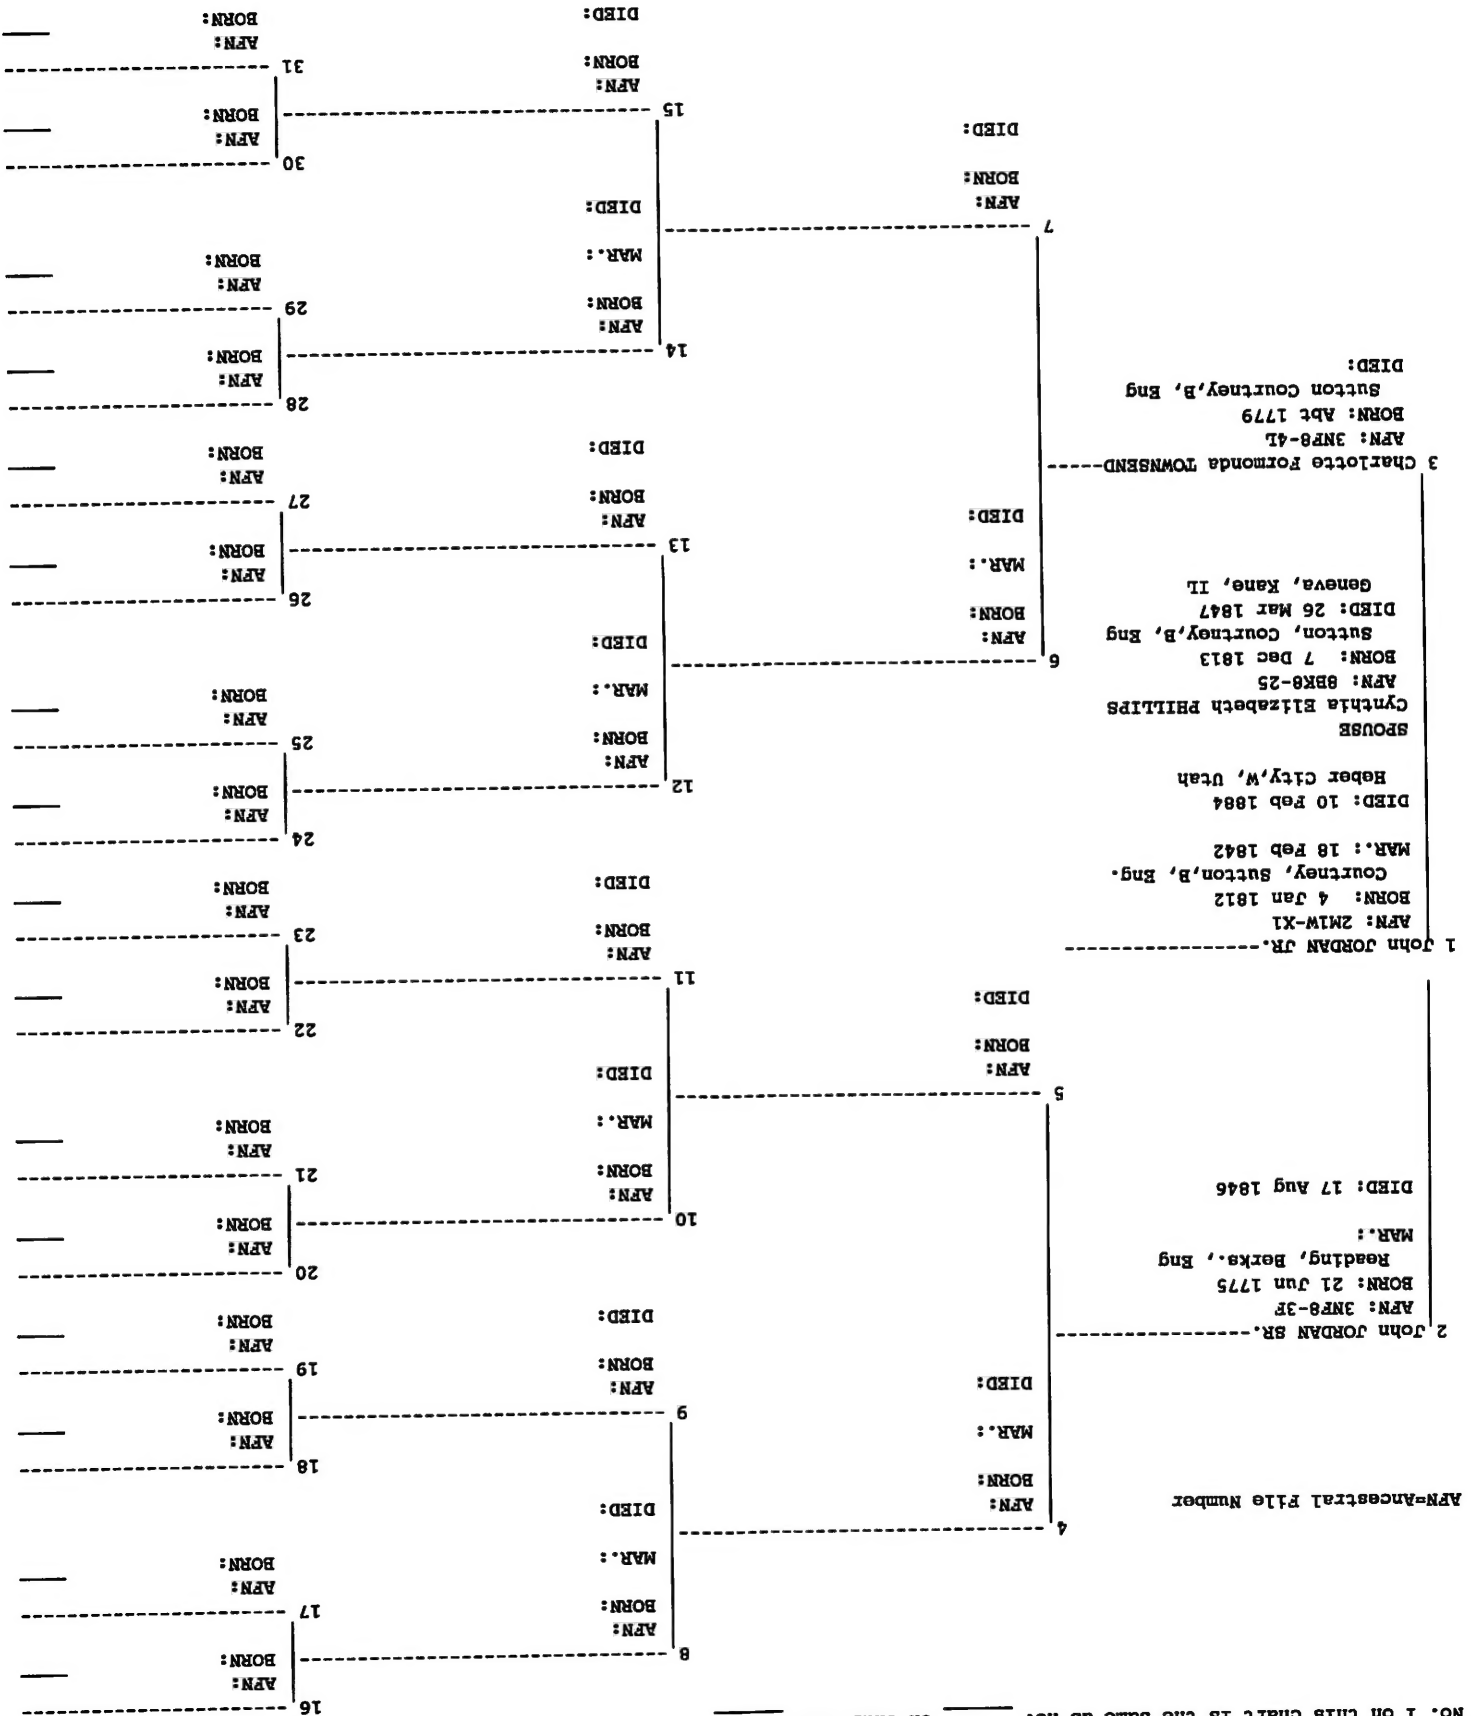 No. 1 on this chart is the same as no.
AFN=Ancestral File Number
2 John JORDAN SR.
AFN: 3NF8-3F
BORN: 21 Jun 1775
Reading, Berks., Eng
MAR.:
DIED: 17 Aug 1846
1 John JORDAN JR.
AFN: 2M1W-X1
BORN: 4 Jan 1812
Courtney, Sutton,B, Eng.
MAR.: 18 Feb 1842
DIED: 10 Feb 1884
Heber City,W, Utah
SPOUSE
Cynthia Elizabeth PHILLIPS
AFN: 8BK8-25
BORN: 7 Dec 1813
Sutton, Courtney,B, Eng
DIED: 26 Mar 1847
Geneva, Kane, IL
3 Charlotte Formonda TOWNSEND
AFN: 3NF8-4L
BORN: Abt 1779
Sutton Courtney,B, Eng
DIED:
4
AFN:
BORN:
MAR.:
DIED:
5
AFN:
BORN:
DIED:
6
AFN:
BORN:
MAR.:
DIED:
7
AFN:
BORN:
DIED:
8
AFN:
BORN:
MAR.:
DIED:
9
AFN:
BORN:
DIED:
10
AFN:
BORN:
MAR.:
DIED:
11
AFN:
BORN:
DIED:
12
AFN:
BORN:
MAR.:
DIED:
13
AFN:
BORN:
DIED:
14
AFN:
BORN:
MAR.:
DIED:
15
AFN:
BORN:
DIED:
16
AFN:
BORN:
17
AFN:
BORN:
18
AFN:
BORN:
19
AFN:
BORN:
20
AFN:
BORN:
21
AFN:
BORN:
22
AFN:
BORN:
23
AFN:
BORN:
24
AFN:
BORN:
25
AFN:
BORN:
26
AFN:
BORN:
27
AFN:
BORN:
28
AFN:
BORN:
29
AFN:
BORN:
30
AFN:
BORN:
31
AFN:
BORN: